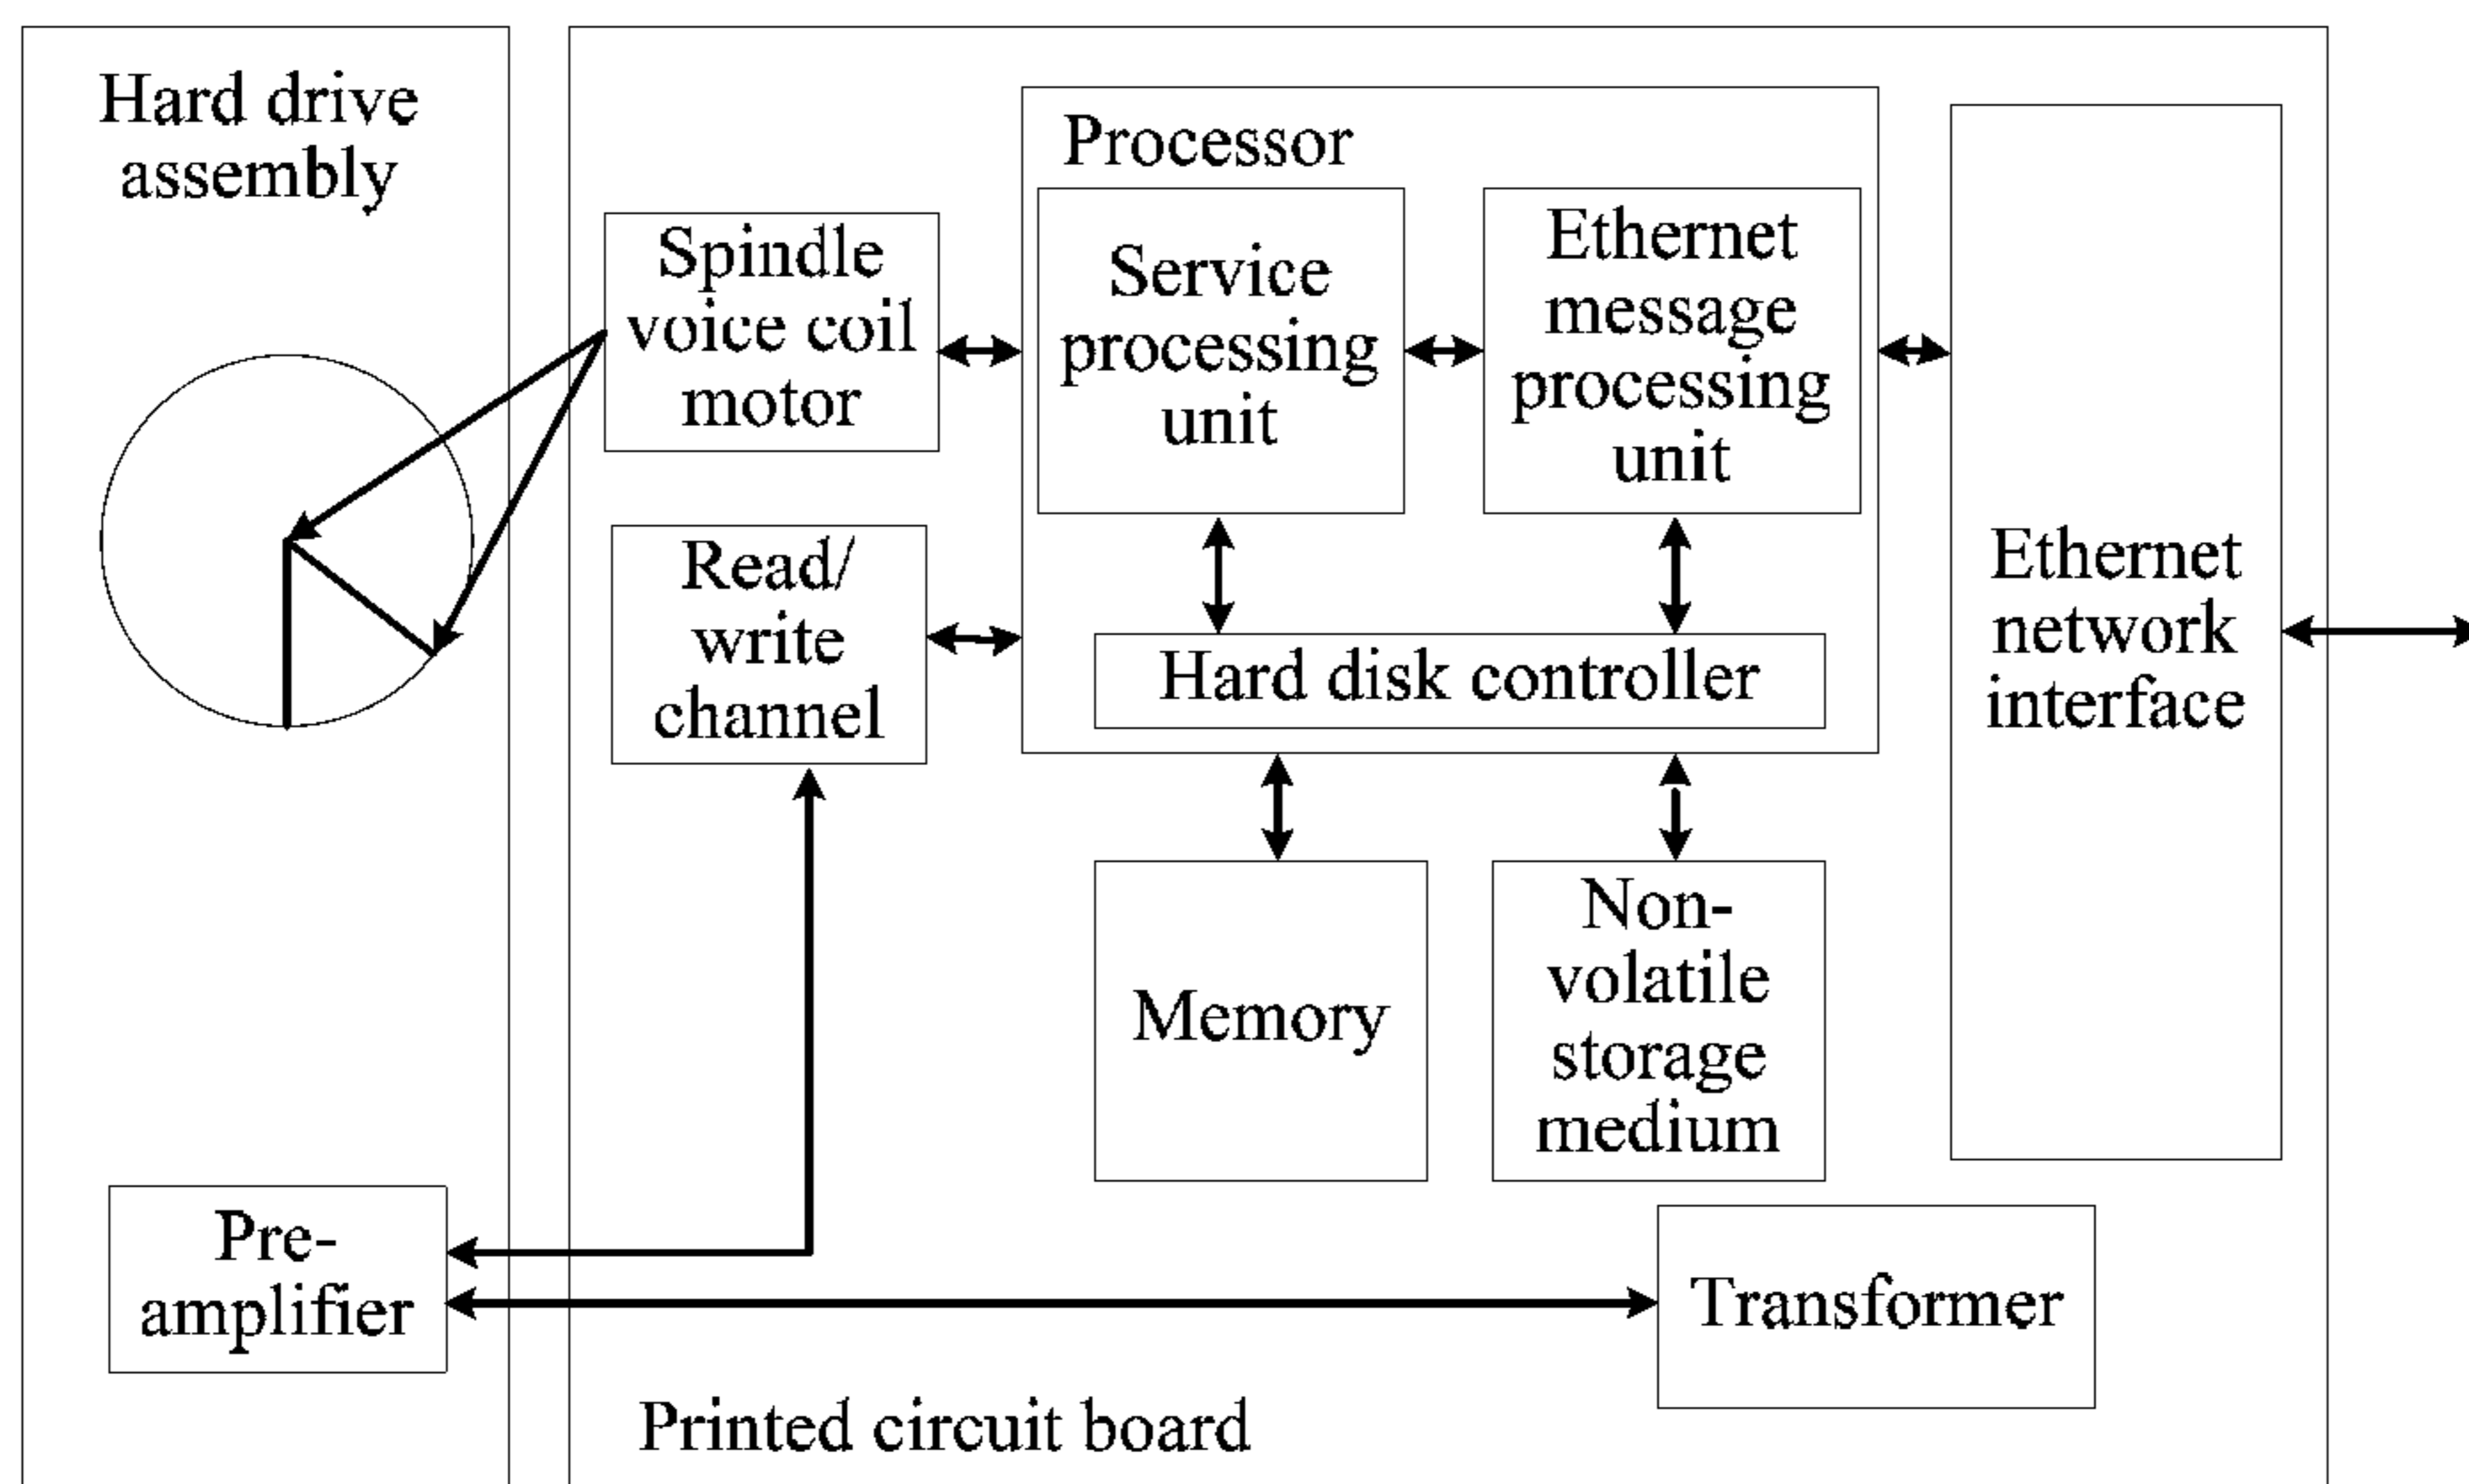 Hard drive
assembly
Pre-
amplifier
Spindle
voice coil
motor
Read/
write
channel
Processor
Service
processing
unit
Ethernet
message
processing
unit
Hard disk controller
Memory
Non-
volatile
storage
medium
Ethernet
network
interface
Transformer
Printed circuit board